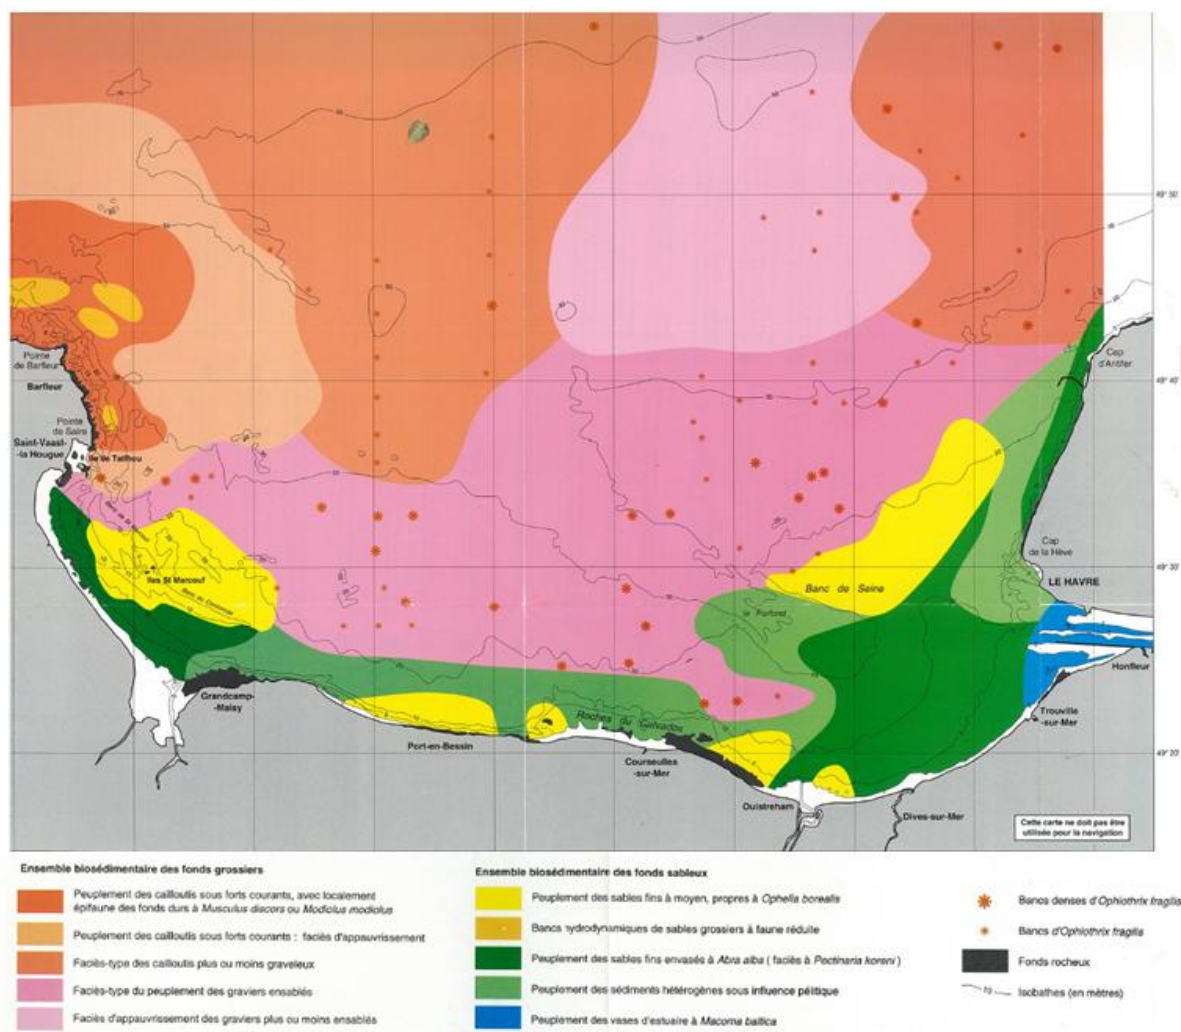 49° 50'
Pointe
de Barfleur
Barfleur
Cap
d'Antifer
49° 40'
Pointe
de Saire
Saint-Vaast-
-la Hougue
Ile de Tatihou
Cap
de la Hève
49° 30'
Iles St Marcouf
LE HAVRE
Banc de Seine
le Parfond
Honfleur
Grandcamp-
-Maisy
Trouville
-sur-Mer
Roches du Calvados
Port-en-Bessin
Courseulles
-sur-Mer
49° 20'
Ouistreham
Dives-sur-Mer
Cette carte ne doit pas être
utilisée pour la navigation
Ensemble biosédimentaire des fonds grossiers
Peuplement des cailloutis sous forts courants, avec localement
épifaune des fonds durs à Musculus discors ou Modiolus modiolus
Peuplement des cailloutis sous forts courants : faciès d'appauvrissement
Faciès-type des cailloutis plus ou moins graveleux
Faciès-type du peuplement des graviers ensablés
Faciès d'appauvrissement des graviers plus ou moins ensablés
Ensemble biosédimentaire des fonds sableux
Peuplement des sables fins à moyen, propres à Ophelia borealis
Bancs hydrodynamiques de sables grossiers à faune réduite
Peuplement des sables fins envasés à Abra alba ( faciès à Pectinaria koreni )
Peuplement des sédiments hétérogènes sous influence pélitique
Peuplement des vases d'estuaire à Macoma baltica
Bancs denses d'Ophiothrix fragilis
Bancs d'Ophiothrix fragilis
Fonds rocheux
10
Isobathes (en mètres)